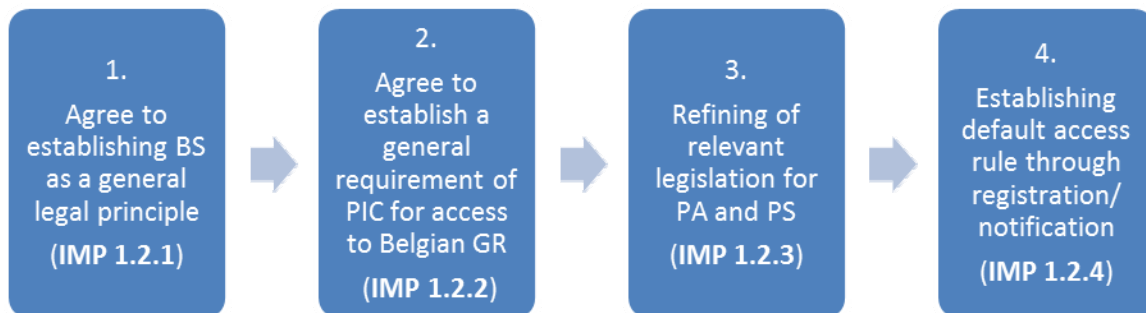 1.
Agree to
establishing BS
as a general
legal principle
(IMP 1.2.1)
2.
Agree to
establish a
general
requirement of
PIC for access
to Belgian GR
(IMP 1.2.2)
3.
Refining of
relevant
legislation for
PA and PS
(IMP 1.2.3)
4.
Establishing
default access
rule through
registration/
notification
(IMP 1.2.4)